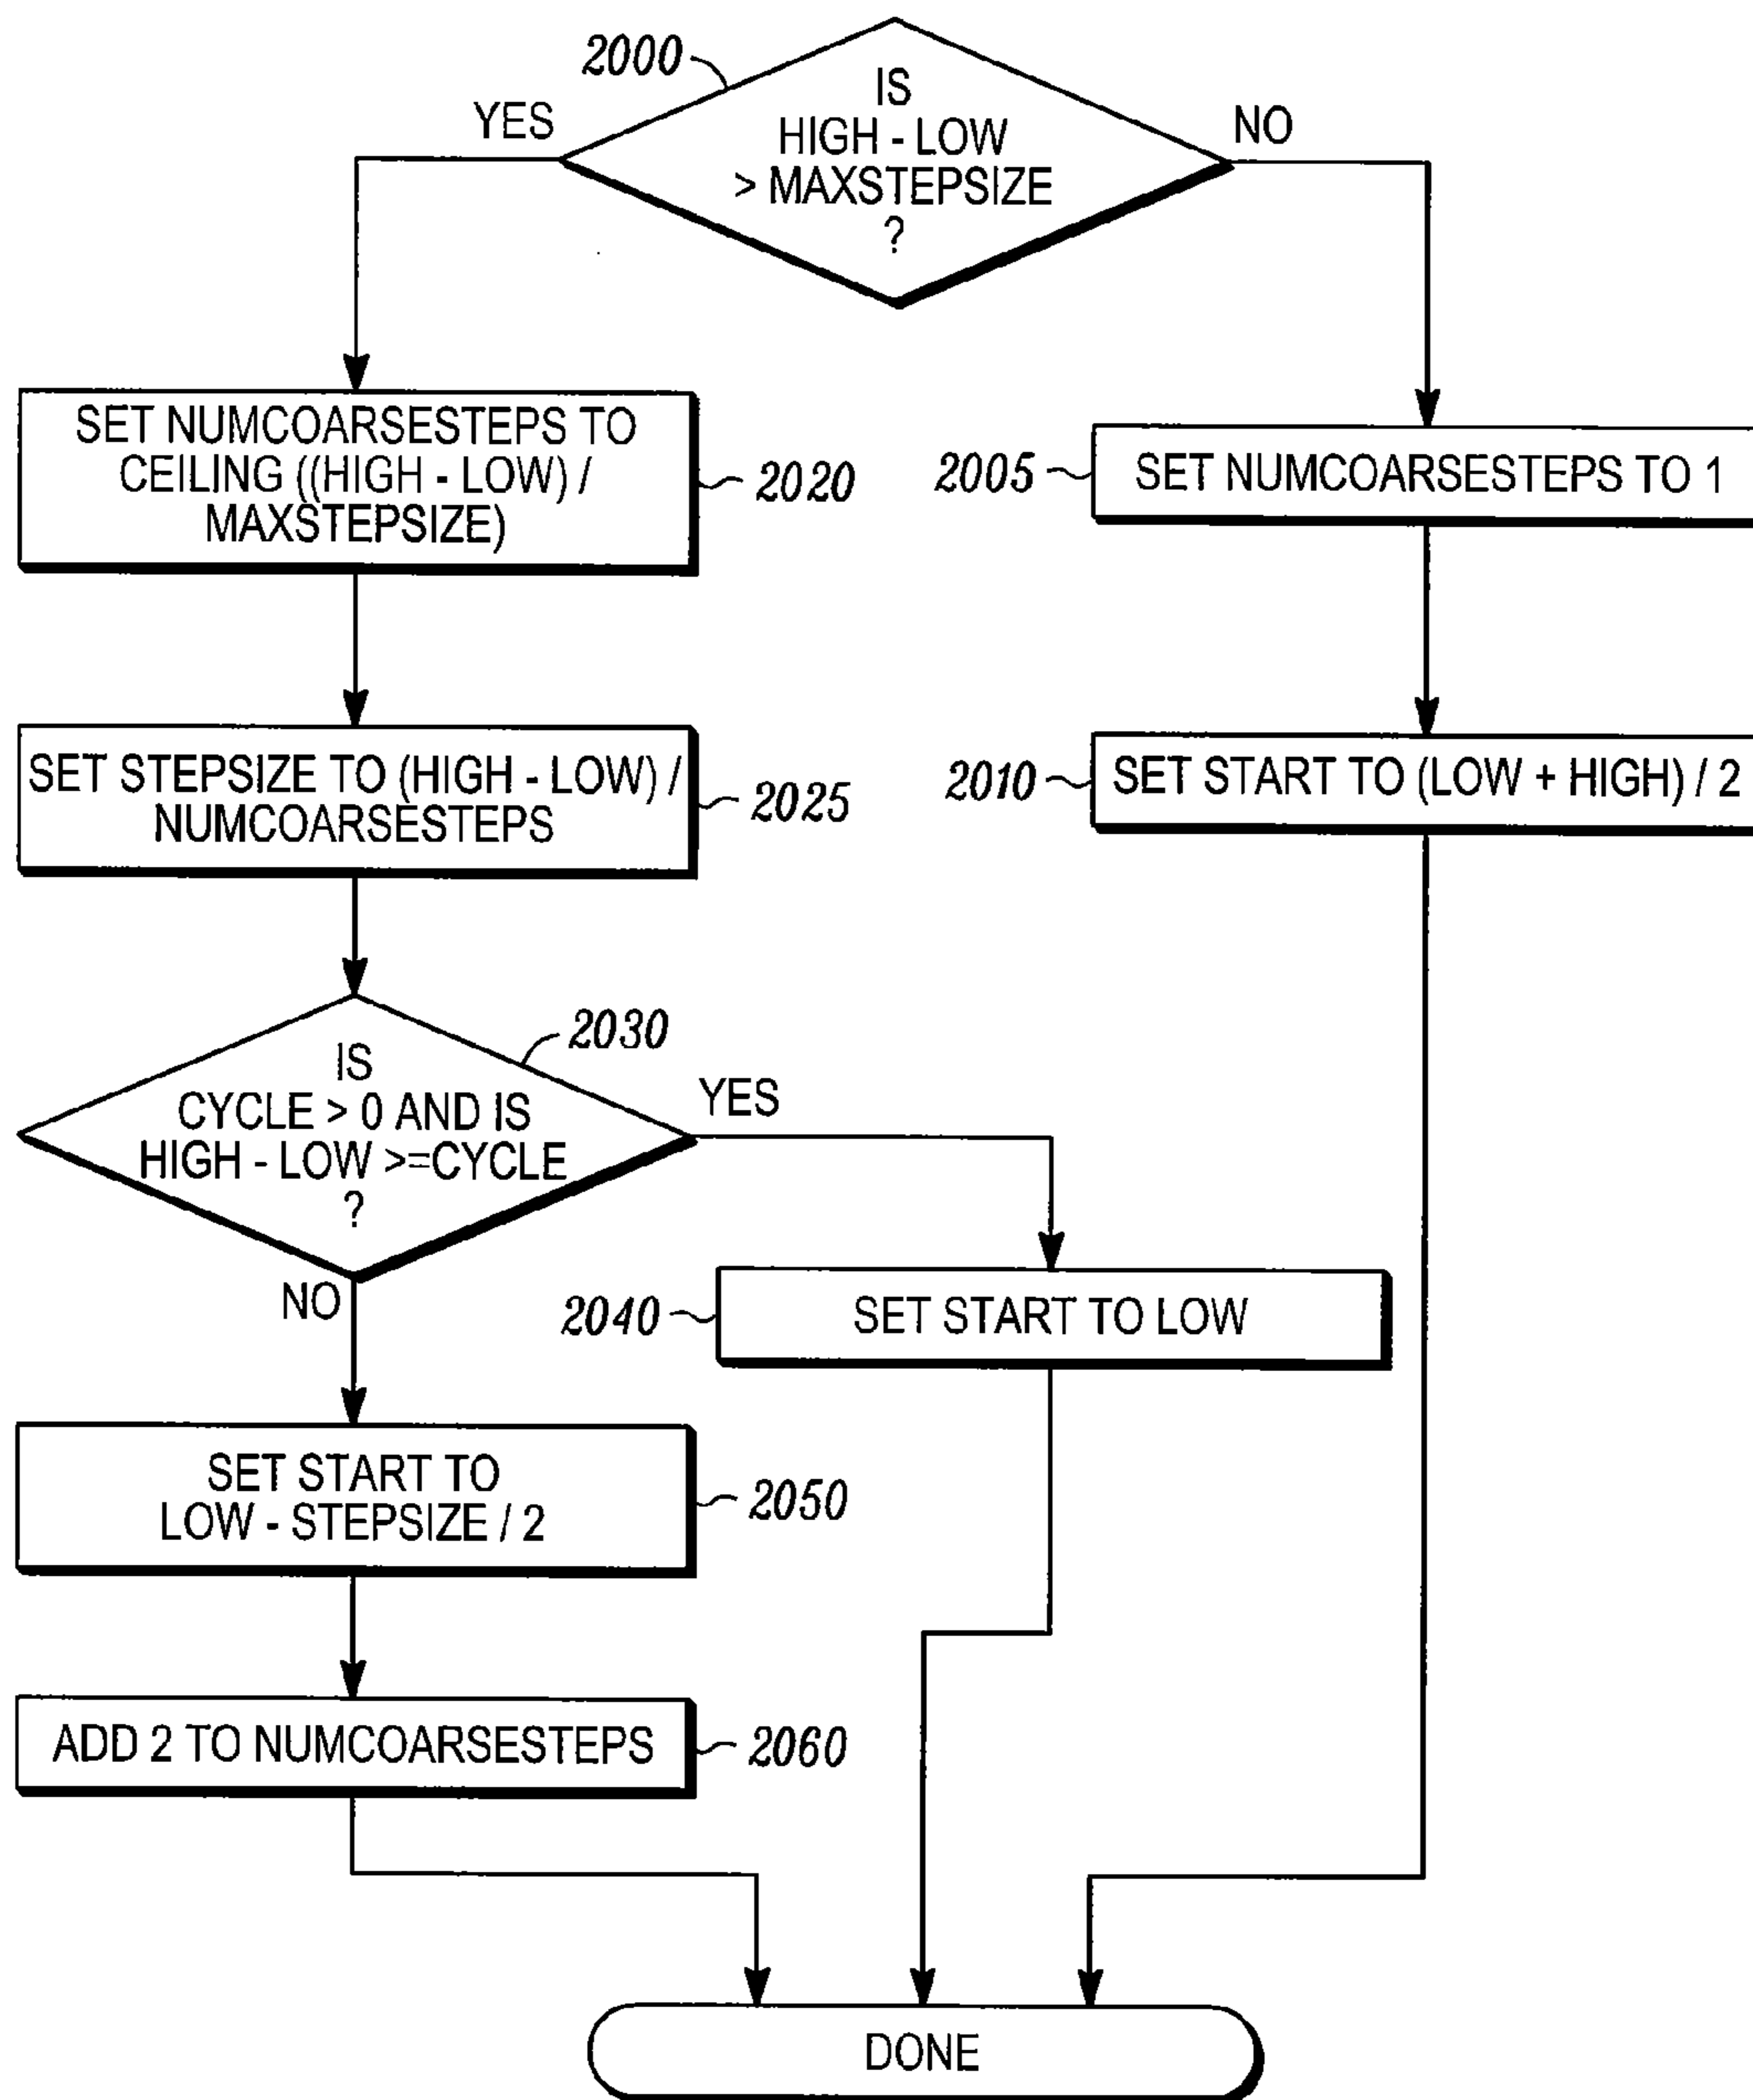 2000
IS
HIGH - LOW
> MAXSTEPSIZE
?
YES
NO
SET NUMCOARSESTEPS TO
CEILING ((HIGH - LOW) /
MAXSTEPSIZE)
2020
2005
SET NUMCOARSESTEPS TO 1
SET STEPSIZE TO (HIGH - LOW) /
NUMCOARSESTEPS
2025
2010
SET START TO (LOW + HIGH) / 2
2030
IS
CYCLE > 0 AND IS
HIGH - LOW >=CYCLE
?
YES
NO
2040
SET START TO LOW
SET START TO
LOW - STEPSIZE / 2
2050
ADD 2 TO NUMCOARSESTEPS
2060
DONE